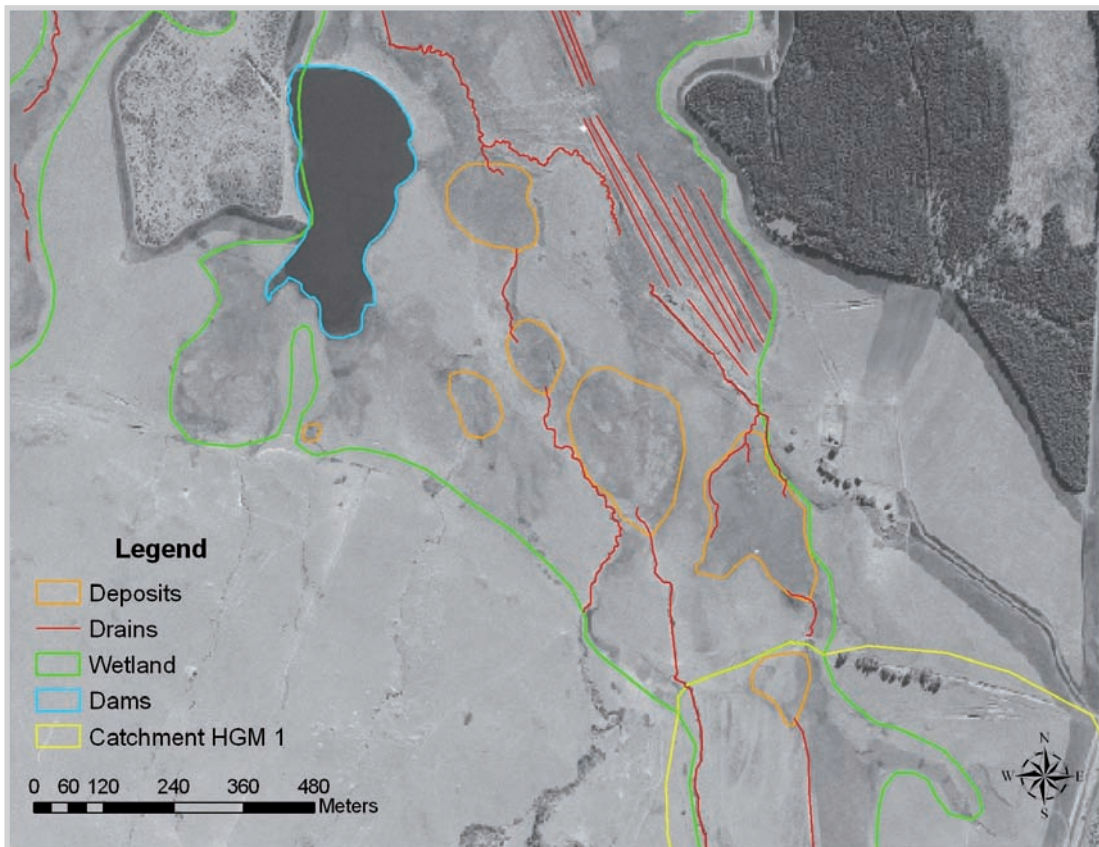 Legend
Deposits
Drains
Wetland
Dams
Catchment HGM 1
0 60 120 240 360 480
Meters
N
W E
S